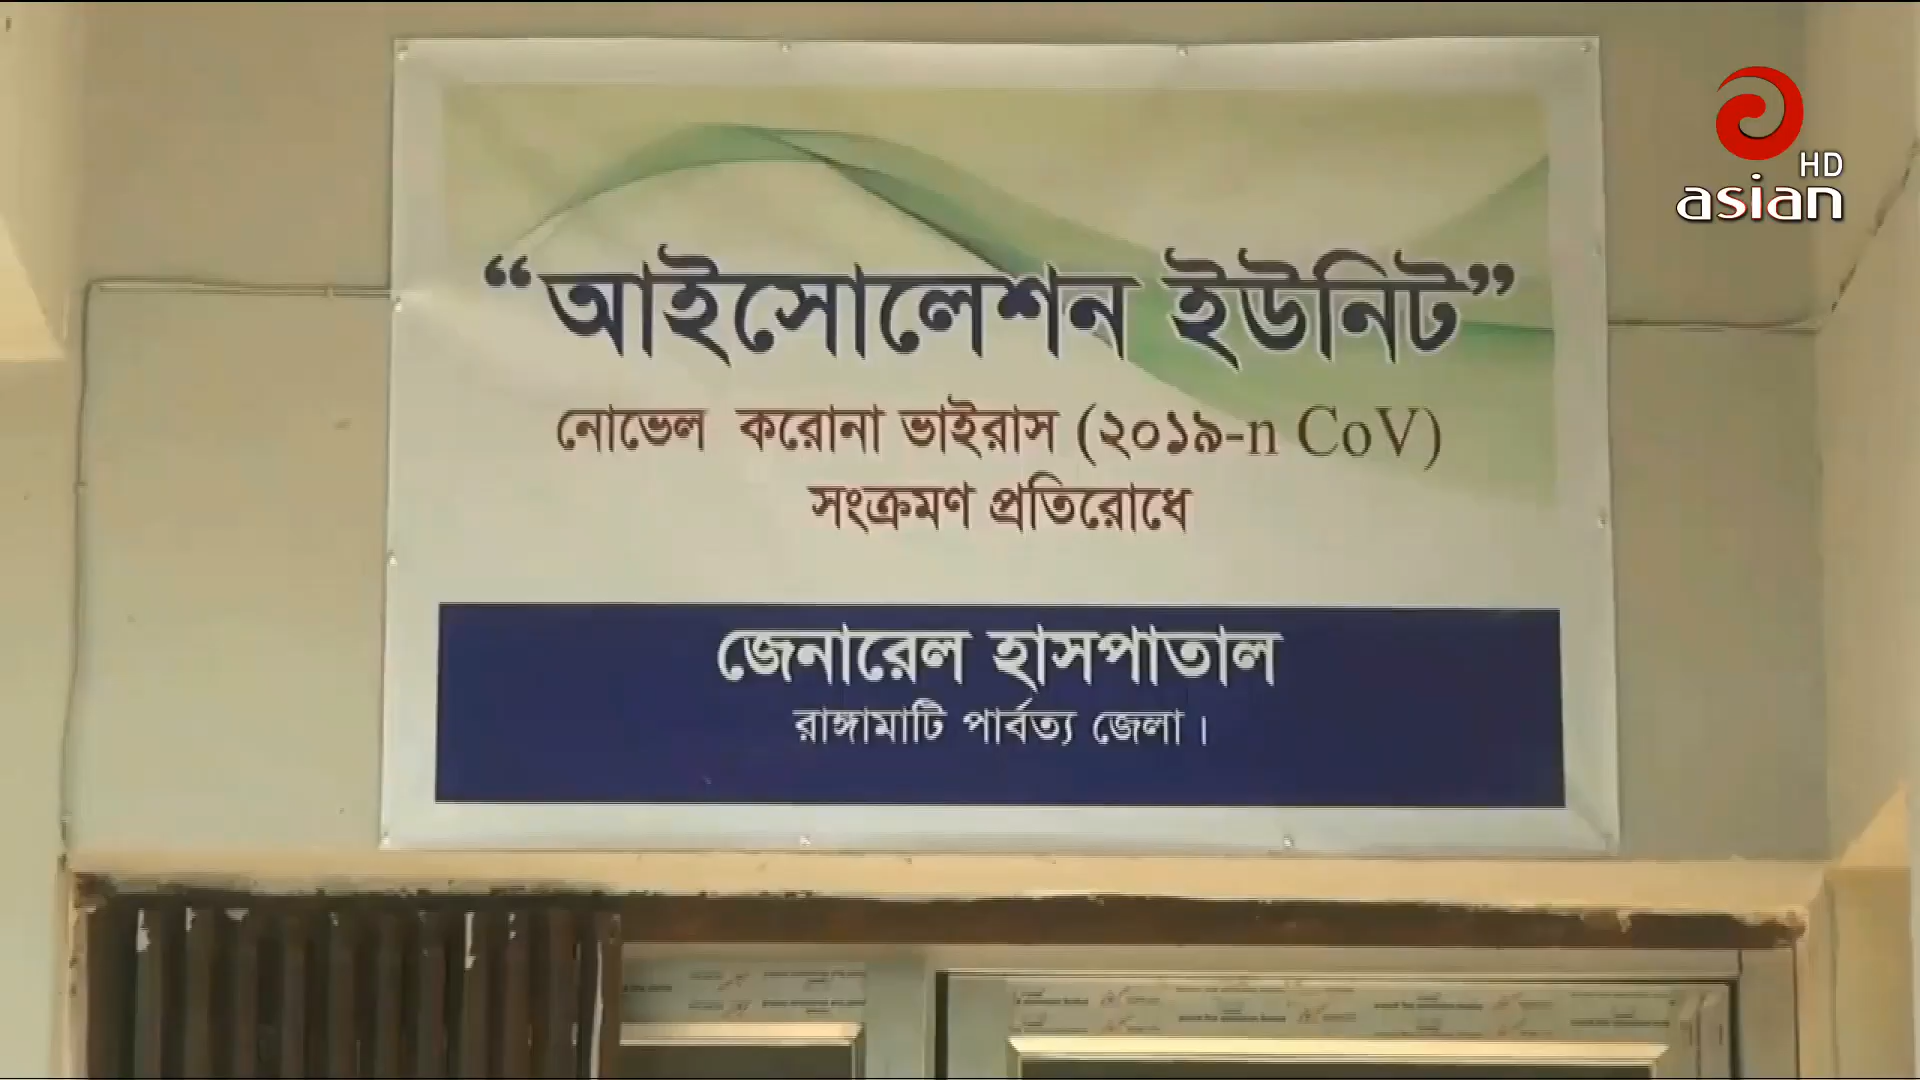 “আইসোলেশন ইউনিট”
নোভেল করোনা ভাইরাস (২০১৯-n CoV)
সংক্রমণ প্রতিরোধে
জেনারেল হাসপাতাল
রাঙ্গামাটি পার্বত্য জেলা।
HD
asian